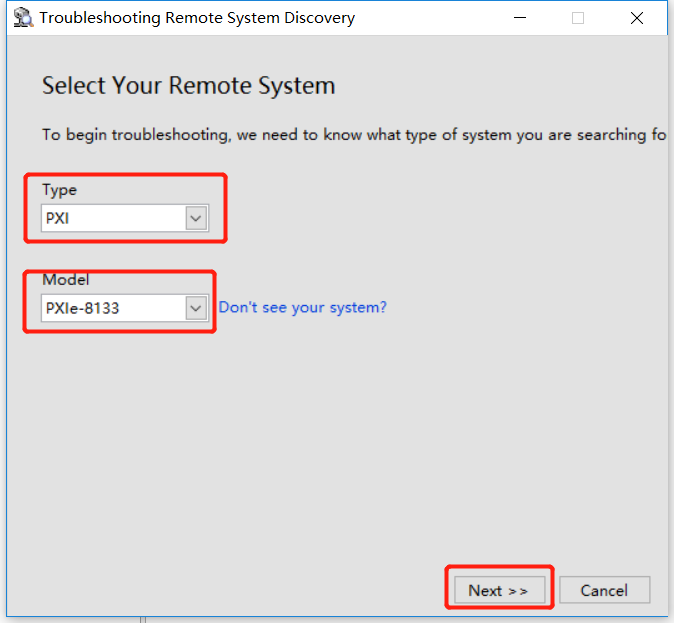 Troubleshooting Remote System Discovery
Select Your Remote System
To begin troubleshooting, we need to know what type of system you are searching fo
Type
PXI
Model
PXIe-8133
Don't see your system?
Next >>
Cancel